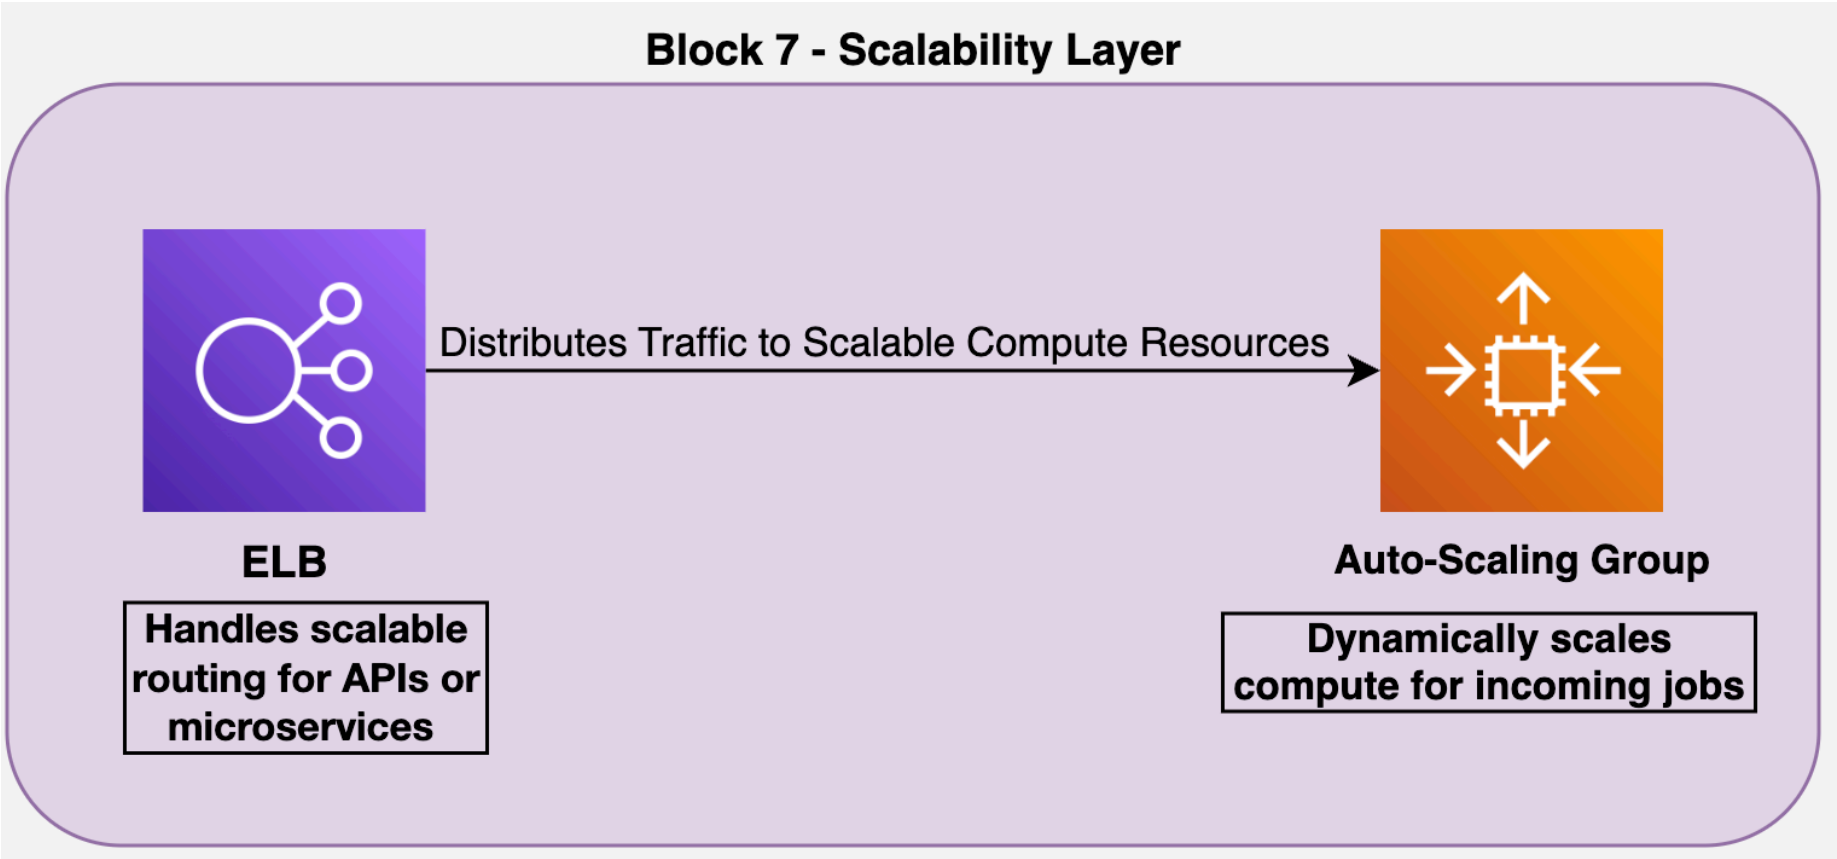 Block 7 - Scalability Layer
Distributes Traffic to Scalable Compute Resources
ELB
Handles scalable
routing for APIs or
microservices
Auto-Scaling Group
Dynamically scales
compute for incoming jobs